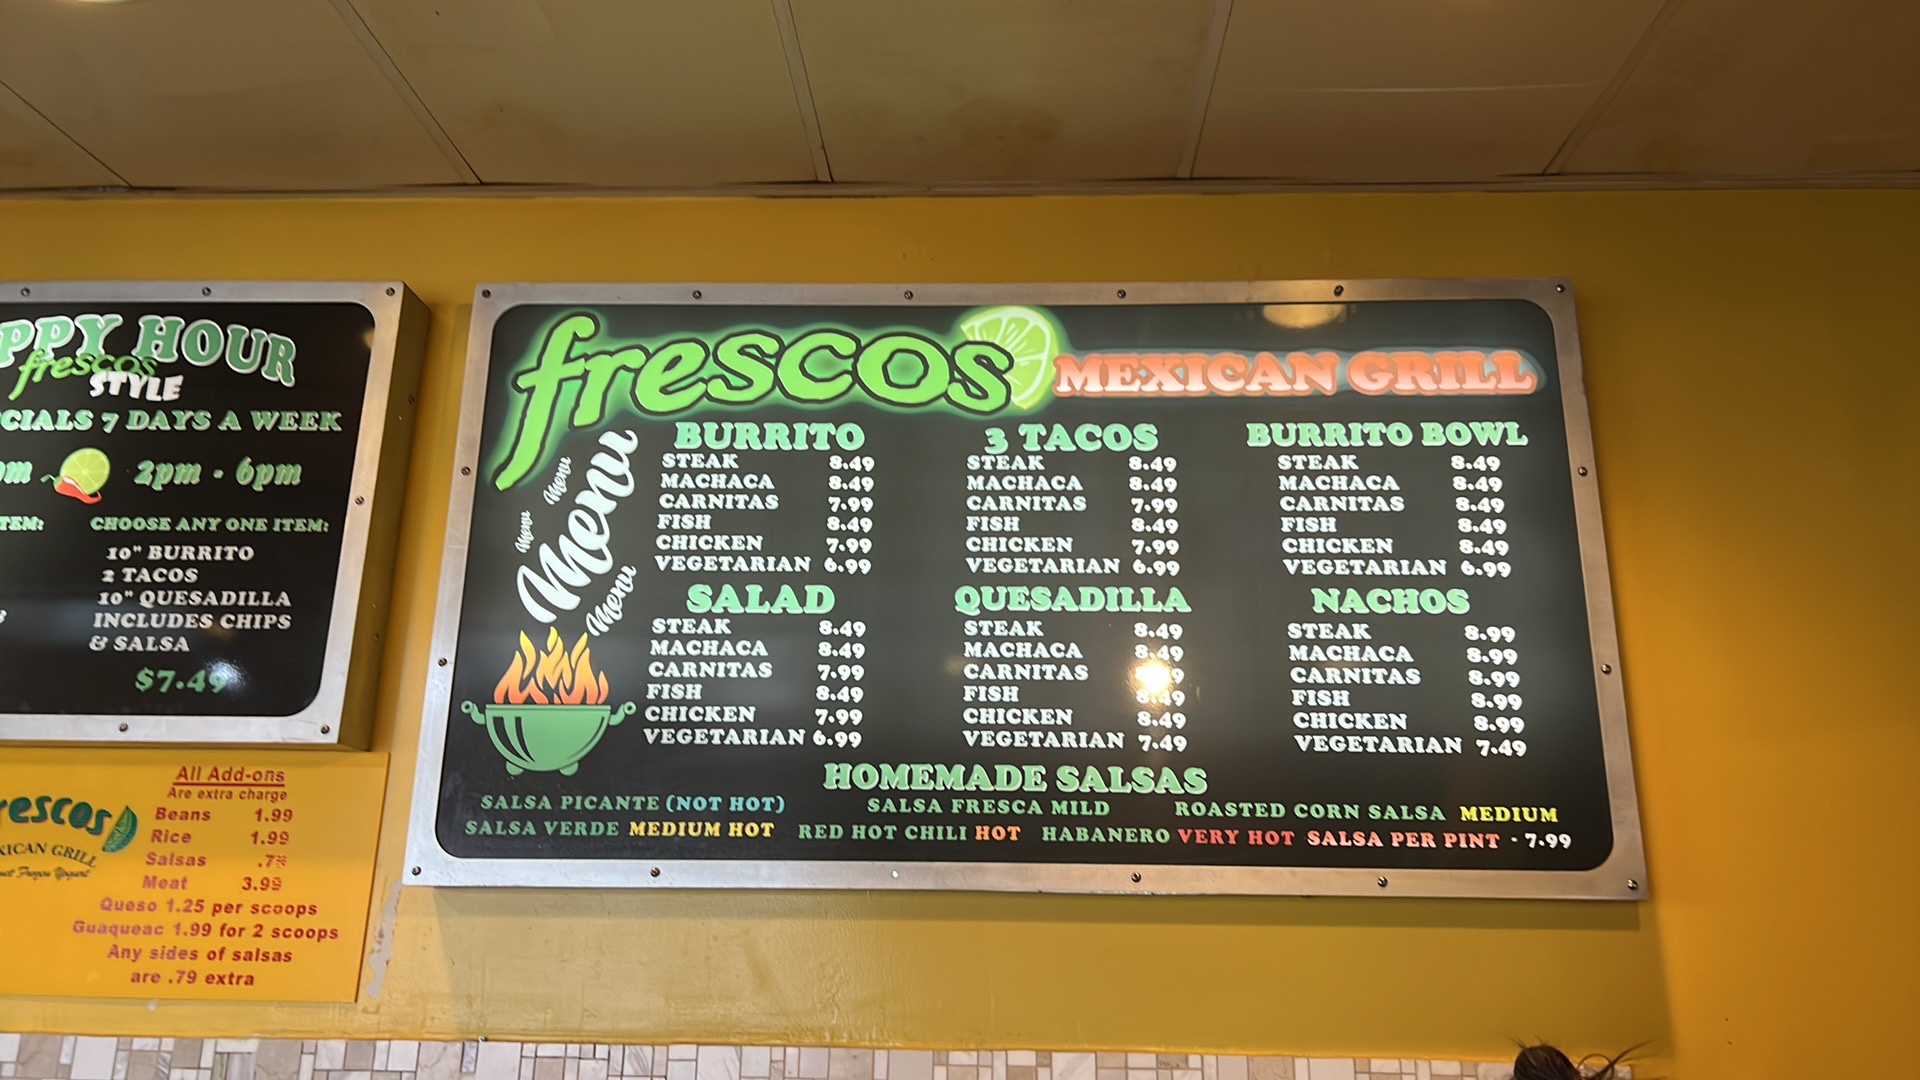 PPY HOUR
frescos
STYLE
CIALS 7 DAYS A WEEK
2pm - 6pm
TEM:
CHOOSE ANY ONE ITEM:
10" BURRITO
2 TACOS
10" QUESADILLA
INCLUDES CHIPS
& SALSA
$7.49
All Add-ons
Are extra charge
Beans 1.99
Rice 1.99
Salsas
Meat 3.99
Queso 1.25 per scoops
Guaqueac 1.99 for 2 scoops
Any sides of salsas
are .79 extra
rescos
XICAN GRILL
Frozen Yogurt
frescos MEXICAN GRILL
Menu
Menu
Menu
Menu
BURRITO
STEAK 8.49
MACHACA 8.49
CARNITAS 7.99
FISH 8.49
CHICKEN 7.99
VEGETARIAN 6.99
3 TACOS
STEAK 8.49
MACHACA 8.49
CARNITAS 7.99
FISH 8.49
CHICKEN 7.99
VEGETARIAN 6.99
BURRITO BOWL
STEAK 8.49
MACHACA 8.49
CARNITAS 8.49
FISH 8.49
CHICKEN 8.49
VEGETARIAN 6.99
SALAD
STEAK 8.49
MACHACA 8.49
CARNITAS 7.99
FISH 8.49
CHICKEN 7.99
VEGETARIAN 6.99
QUESADILLA
STEAK 8.49
MACHACA 8.49
CARNITAS
FISH 8.49
CHICKEN 8.49
VEGETARIAN 7.49
NACHOS
STEAK 8.99
MACHACA 8.99
CARNITAS 8.99
FISH 8.99
CHICKEN 8.99
VEGETARIAN 7.49
HOMEMADE SALSAS
SALSA PICANTE (NOT HOT) SALSA FRESCA MILD ROASTED CORN SALSA MEDIUM
SALSA VERDE MEDIUM HOT RED HOT CHILI HOT HABANERO VERY HOT SALSA PER PINT - 7.99